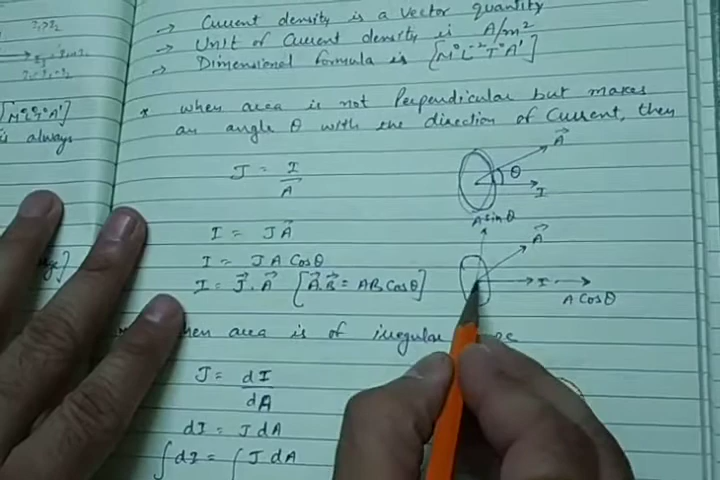 → Current density is a vector quantity
→ Unit of Current density is A/m²
→ Dimensional formula is [M⁰L⁻²T⁰A¹]
* when area is not Perpendicular but makes
an angle θ with the direction of Current, then
J = I/A
I = JA⃗
I = JA Cosθ
I = J⃗.A⃗ [A⃗.B⃗ = AB Cosθ]
A⃗
θ
I
A sinθ
A⃗
I
A Cosθ
when area is of irregular
J = dI/dA
dI = J dA
∫dI = ∫J dA
[M⁰L⁰T⁰A¹]
is always